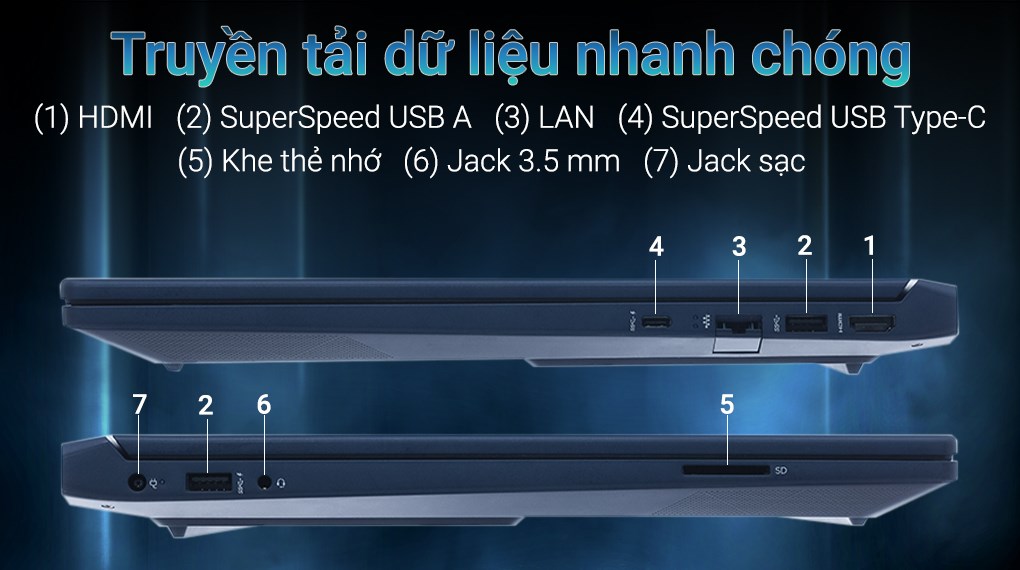 Truyền tải dữ liệu nhanh chóng
(1) HDMI (2) SuperSpeed USB A (3) LAN (4) SuperSpeed USB Type-C
(5) Khe thẻ nhớ (6) Jack 3.5 mm (7) Jack sạc
4 3 2 1
HDMI
7 2 6 5
SD